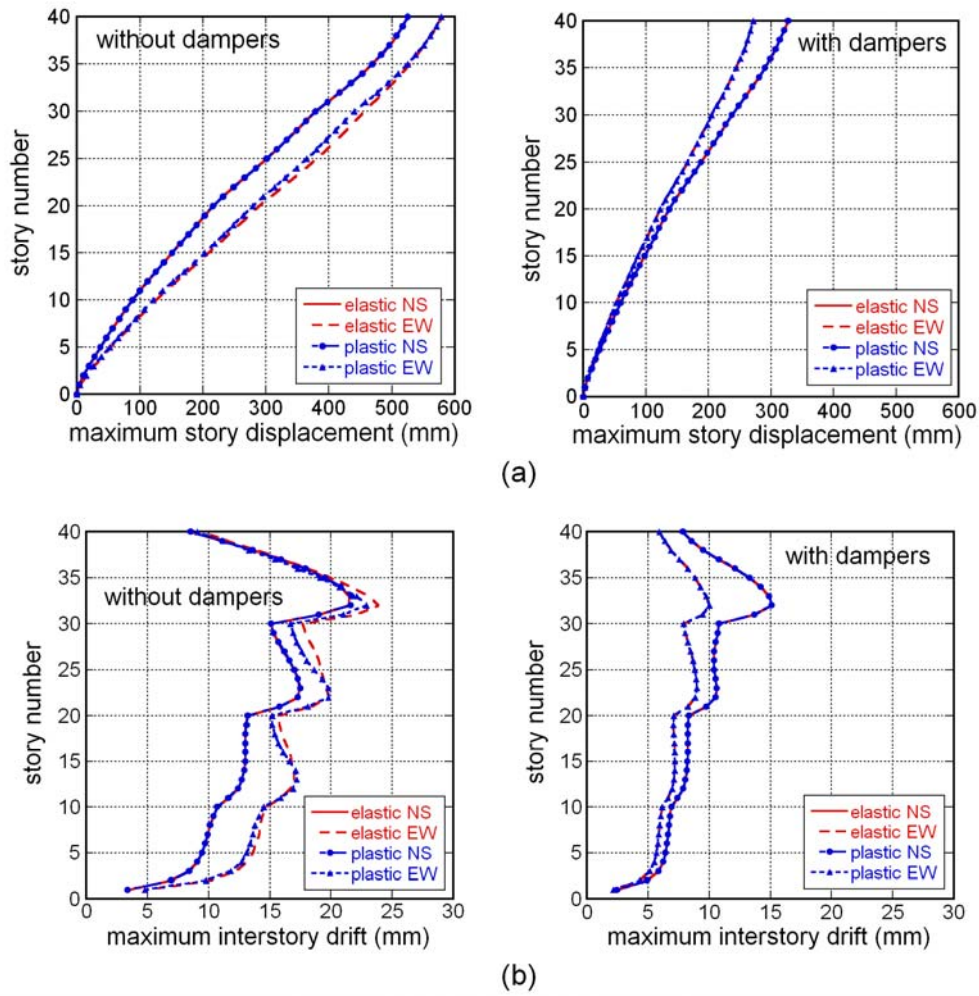 without dampers
story number
40
35
30
25
20
15
10
5
0
0 100 200 300 400 500 600
maximum story displacement (mm)
elastic NS
elastic EW
plastic NS
plastic EW
with dampers
story number
40
35
30
25
20
15
10
5
0
0 100 200 300 400 500 600
maximum story displacement (mm)
elastic NS
elastic EW
plastic NS
plastic EW
(a)
without dampers
story number
40
35
30
25
20
15
10
5
0
0 5 10 15 20 25 30
maximum interstory drift (mm)
elastic NS
elastic EW
plastic NS
plastic EW
with dampers
story number
40
35
30
25
20
15
10
5
0
0 5 10 15 20 25 30
maximum interstory drift (mm)
elastic NS
elastic EW
plastic NS
plastic EW
(b)